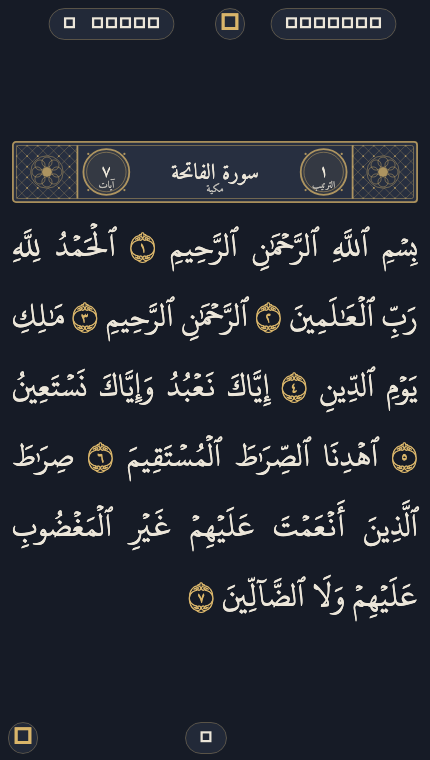 ١
الترتيب
سورة الفاتحة
مكية
٧
آيات
بِسْمِ ٱللَّهِ ٱلرَّحْمَٰنِ ٱلرَّحِيمِ ١ ٱلْحَمْدُ لِلَّهِ
رَبِّ ٱلْعَٰلَمِينَ ٢ ٱلرَّحْمَٰنِ ٱلرَّحِيمِ ٣ مَٰلِكِ
يَوْمِ ٱلدِّينِ ٤ إِيَّاكَ نَعْبُدُ وَإِيَّاكَ نَسْتَعِينُ
٥ ٱهْدِنَا ٱلصِّرَٰطَ ٱلْمُسْتَقِيمَ ٦ صِرَٰطَ
ٱلَّذِينَ أَنْعَمْتَ عَلَيْهِمْ غَيْرِ ٱلْمَغْضُوبِ
عَلَيْهِمْ وَلَا ٱلضَّآلِّينَ ٧